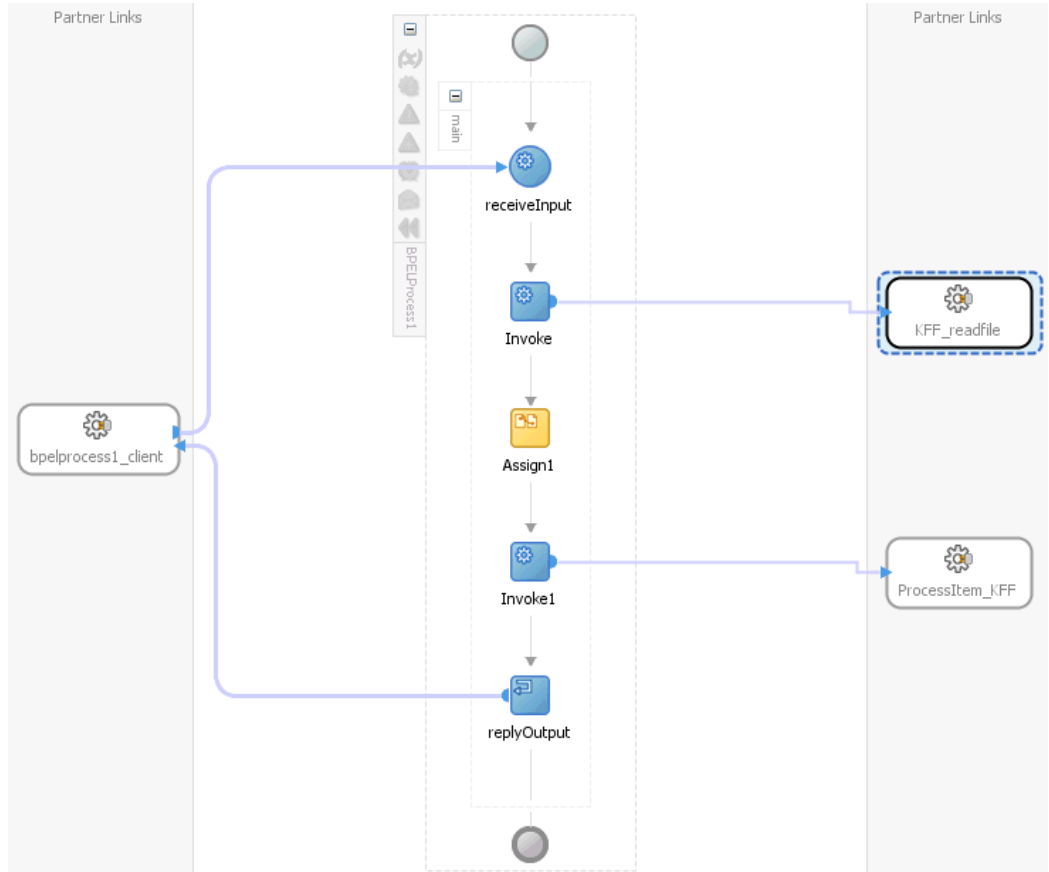 Partner Links
Partner Links
main
receiveInput
BPELProcess1
Invoke
KFF_readfile
bpelprocess1_client
Assign1
Invoke1
ProcessItem_KFF
replyOutput